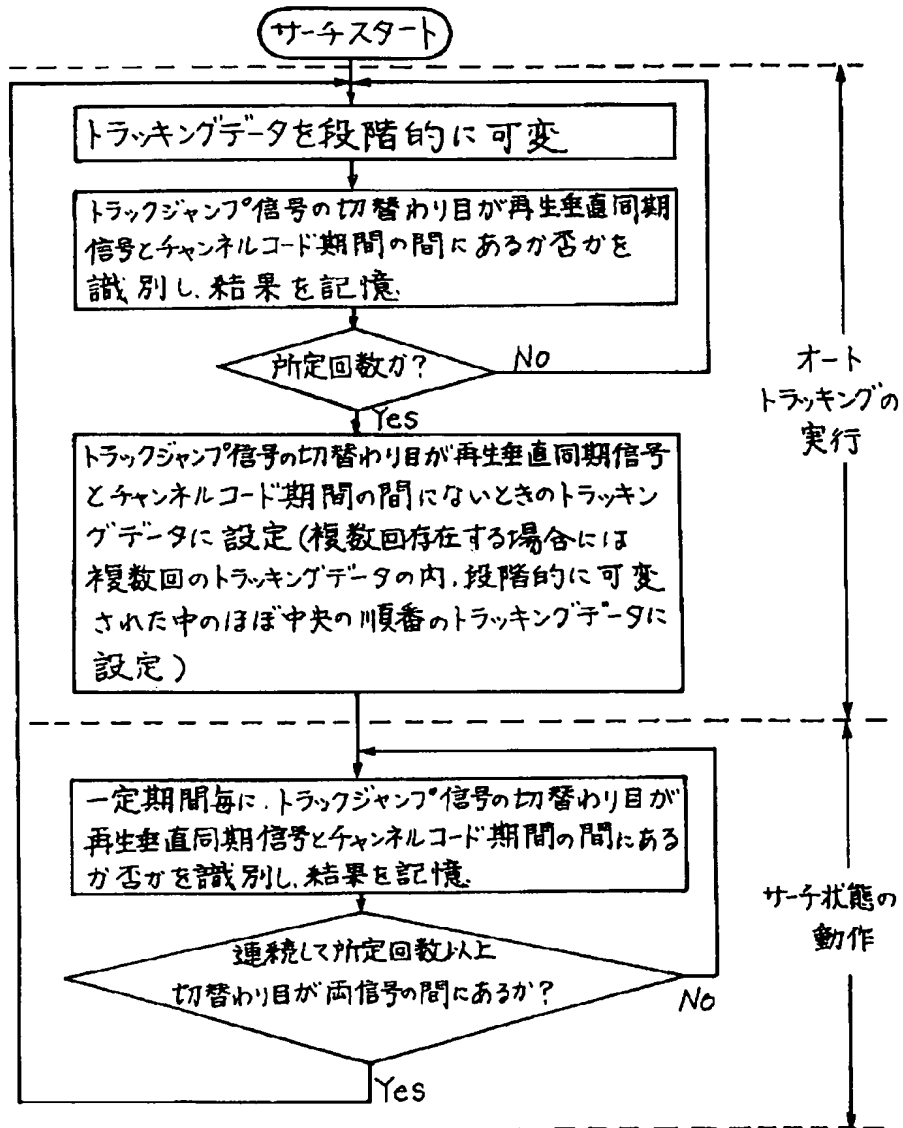 サーチスタート
トラッキングデータを段階的に可変
トラックジャンプ信号の切替わり目が再生垂直同期
信号とチャンネルコード期間の間にあるか否かを
識別し、結果を記憶.
所定回数か?
No
Yes
トラックジャンプ信号の切替わり目が再生垂直同期信号
とチャンネルコード期間の間にないときのトラッキン
グデータに設定(複数回存在する場合には
複数回のトラッキングデータの内、段階的に可変
された中のほぼ中央の順番のトラッキングデータに
設定)
オート
トラッキングの
実行
一定期間毎に、トラックジャンプ信号の切替わり目が
再生垂直同期信号とチャンネルコード期間の間にある
か否かを識別し、結果を記憶.
連続して所定回数以上
切替わり目が両信号の間にあるか?
No
Yes
サーチ状態の
動作